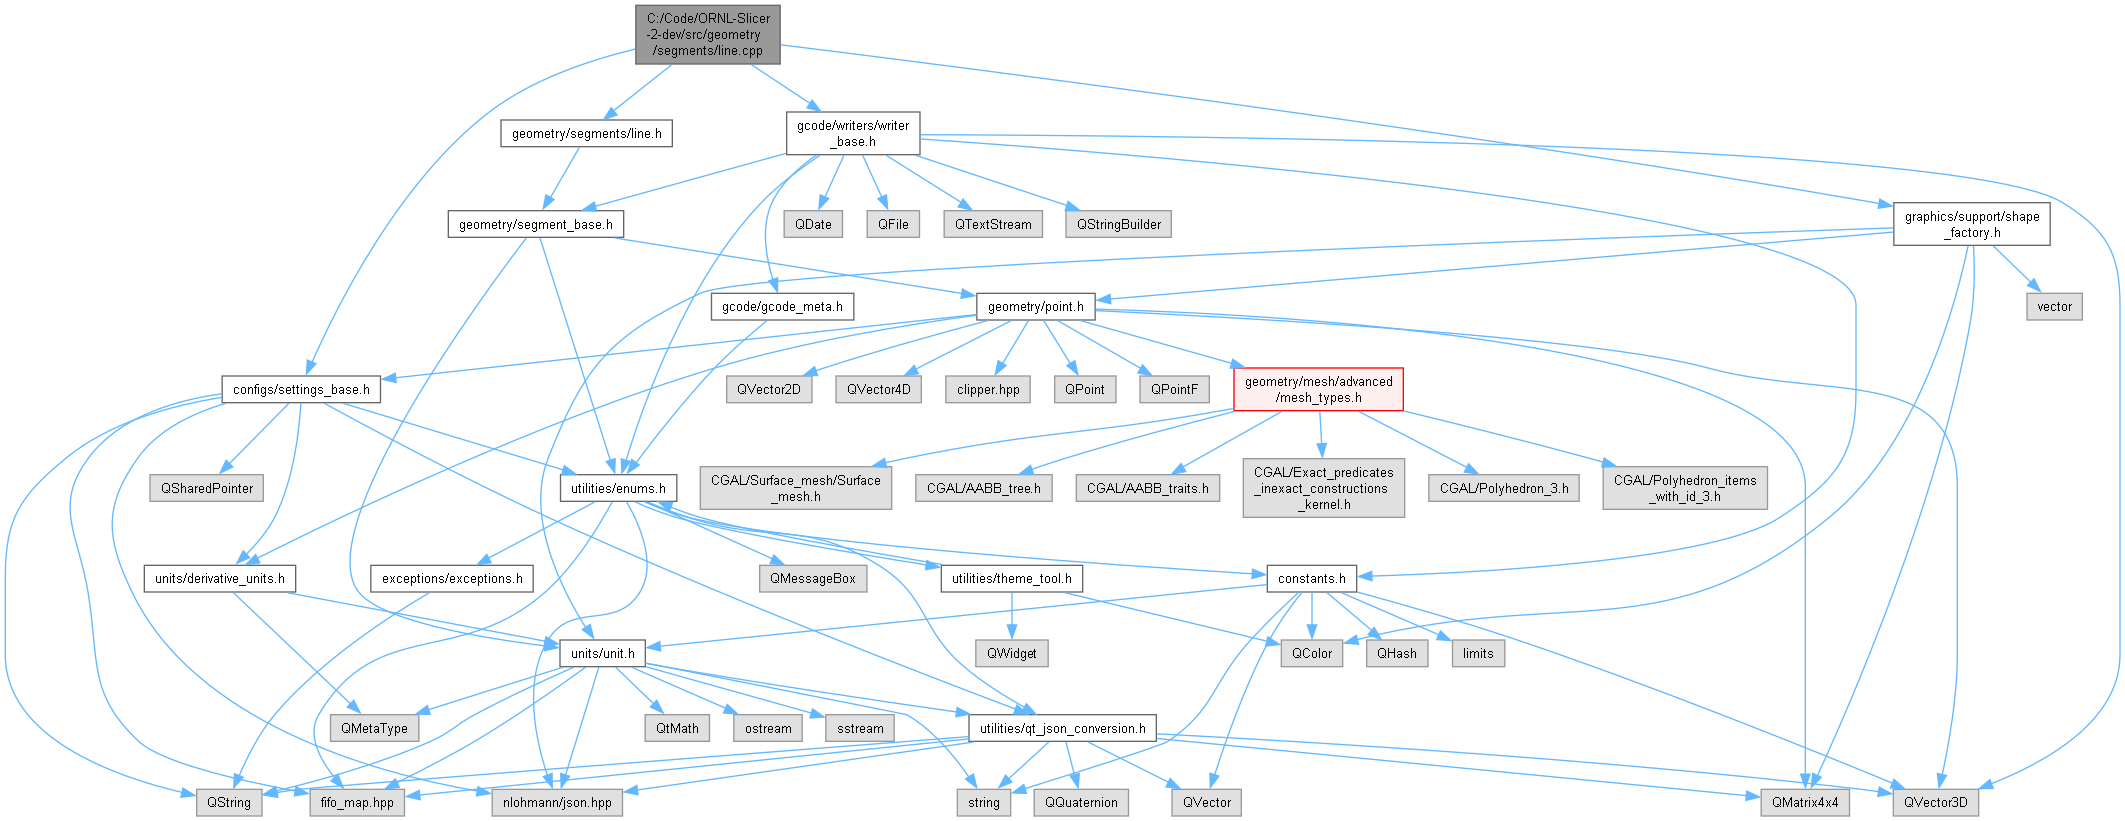 C:/Code/ORNL-Slicer
-2-dev/src/geometry
/segments/line.cpp
geometry/segments/line.h
gcode/writers/writer
_base.h
geometry/segment_base.h
QDate
QFile
QTextStream
QStringBuilder
graphics/support/shape
_factory.h
gcode/gcode_meta.h
geometry/point.h
vector
configs/settings_base.h
QVector2D
QVector4D
clipper.hpp
QPoint
QPointF
geometry/mesh/advanced
/mesh_types.h
QSharedPointer
utilities/enums.h
CGAL/Surface_mesh/Surface
_mesh.h
CGAL/AABB_tree.h
CGAL/AABB_traits.h
CGAL/Exact_predicates
_inexact_constructions
_kernel.h
CGAL/Polyhedron_3.h
CGAL/Polyhedron_items
_with_id_3.h
units/derivative_units.h
exceptions/exceptions.h
QMessageBox
utilities/theme_tool.h
constants.h
units/unit.h
QWidget
QColor
QHash
limits
QMetaType
QtMath
ostream
sstream
utilities/qt_json_conversion.h
QString
fifo_map.hpp
nlohmann/json.hpp
string
QQuaternion
QVector
QMatrix4x4
QVector3D